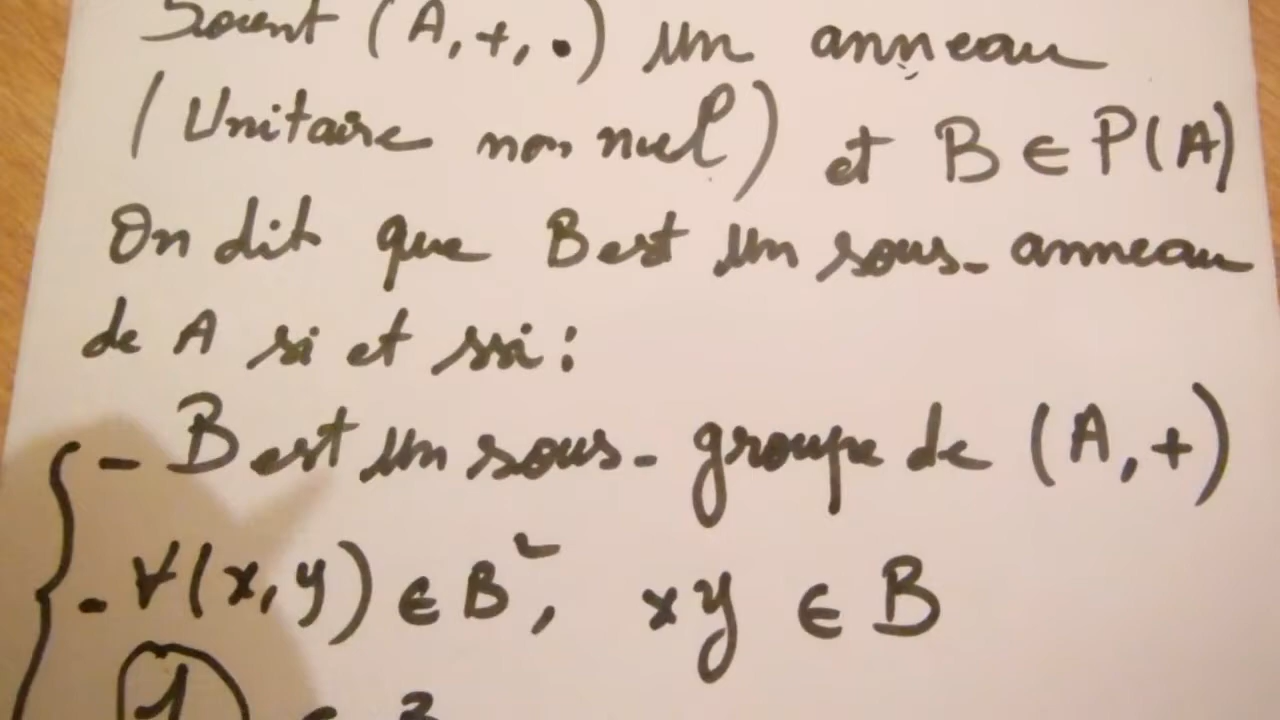 Soient (A, +, •) un anneau
(Unitaire non nul) et B ∈ P(A)
On dit que B est un sous-anneau
de A si et ssi :
- B est un sous-groupe de (A, +)
- ∀(x, y) ∈ B², xy ∈ B
1 ∈ B